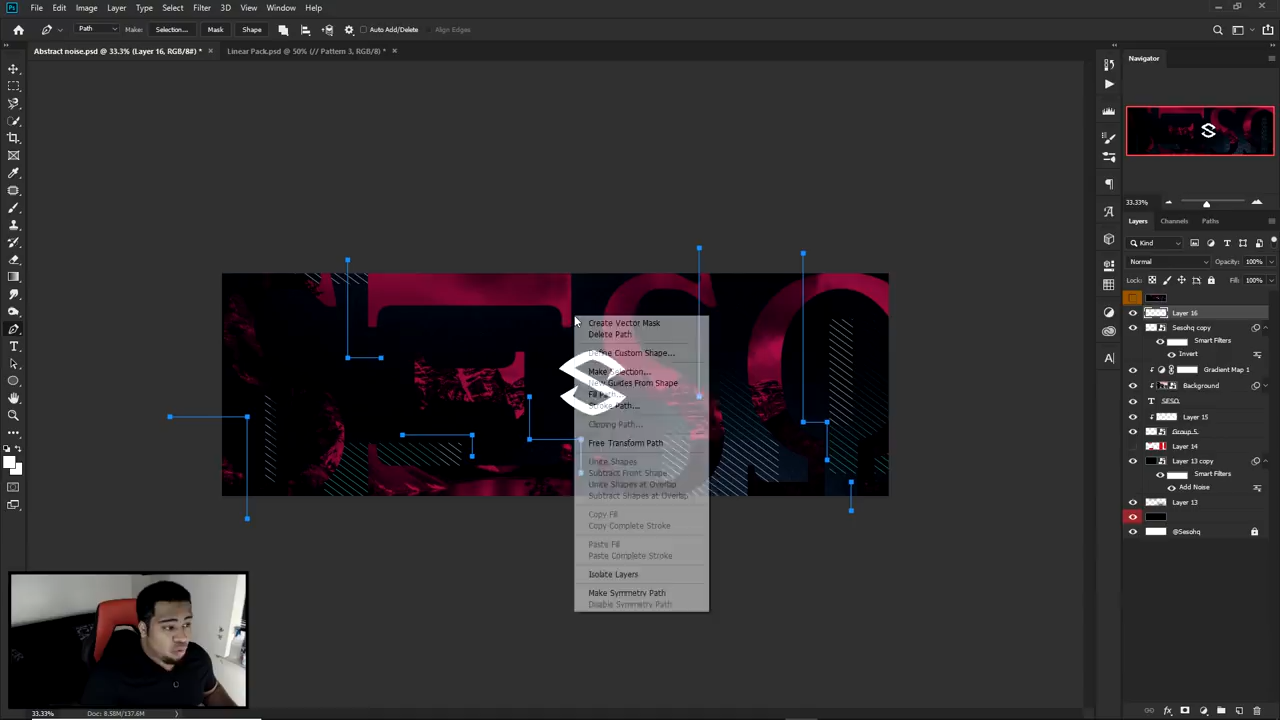 File Edit Image Layer Type Select Filter 3D View Window Help
Path Make: Selection... Mask Shape Auto Add/Delete Align Edges
Abstract noise.psd @ 33.3% (Layer 16, RGB/8#) * × Linear Pack.psd @ 50% (// Pattern 3, RGB/8) * ×
Navigator
33.33%
Layers Channels Paths
Kind
Normal Opacity: 100%
Lock: Fill: 100%
Layer 16
Sesohq copy
Smart Filters
Invert
Gradient Map 1
Background
SESO
Layer 15
Group 5
Layer 14
Layer 13 copy
Smart Filters
Add Noise
Layer 13
@Sesohq
Create Vector Mask
Delete Path
Define Custom Shape...
Make Selection...
New Guides From Shape
Fill Path...
Stroke Path...
Clipping Path...
Free Transform Path
Unite Shapes
Subtract Front Shape
Unite Shapes at Overlap
Subtract Shapes at Overlap
Copy Fill
Copy Complete Stroke
Paste Fill
Paste Complete Stroke
Isolate Layers
Make Symmetry Path
Disable Symmetry Path
33.33% Doc: 8.58M/137.6M